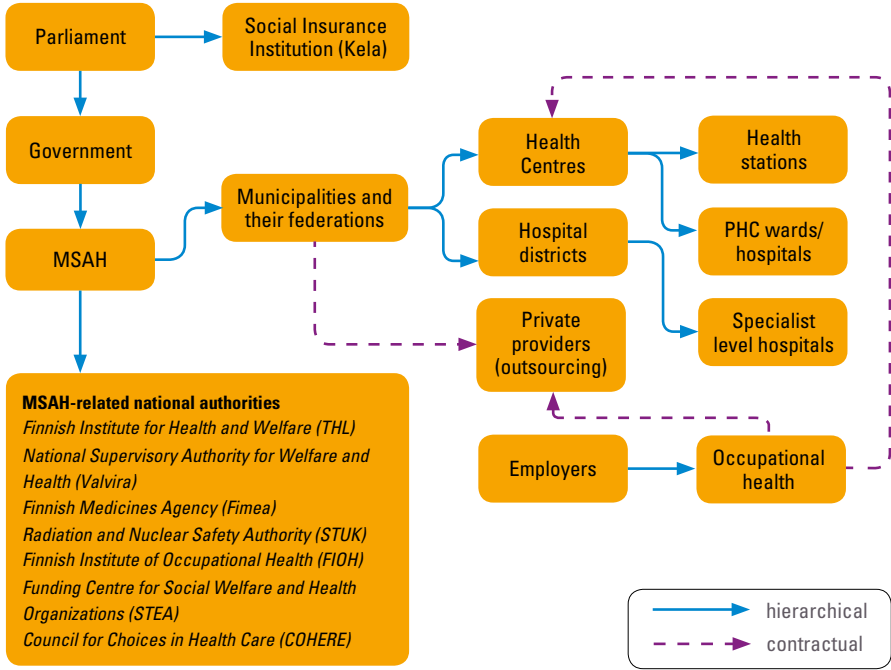 Parliament
Social Insurance
Institution (Kela)
Government
MSAH
Municipalities and
their federations
Health
Centres
Hospital
districts
Private
providers
(outsourcing)
Employers
Health
stations
PHC wards/
hospitals
Specialist
level hospitals
Occupational
health
MSAH-related national authorities
Finnish Institute for Health and Welfare (THL)
National Supervisory Authority for Welfare and
Health (Valvira)
Finnish Medicines Agency (Fimea)
Radiation and Nuclear Safety Authority (STUK)
Finnish Institute of Occupational Health (FIOH)
Funding Centre for Social Welfare and Health
Organizations (STEA)
Council for Choices in Health Care (COHERE)
hierarchical
contractual